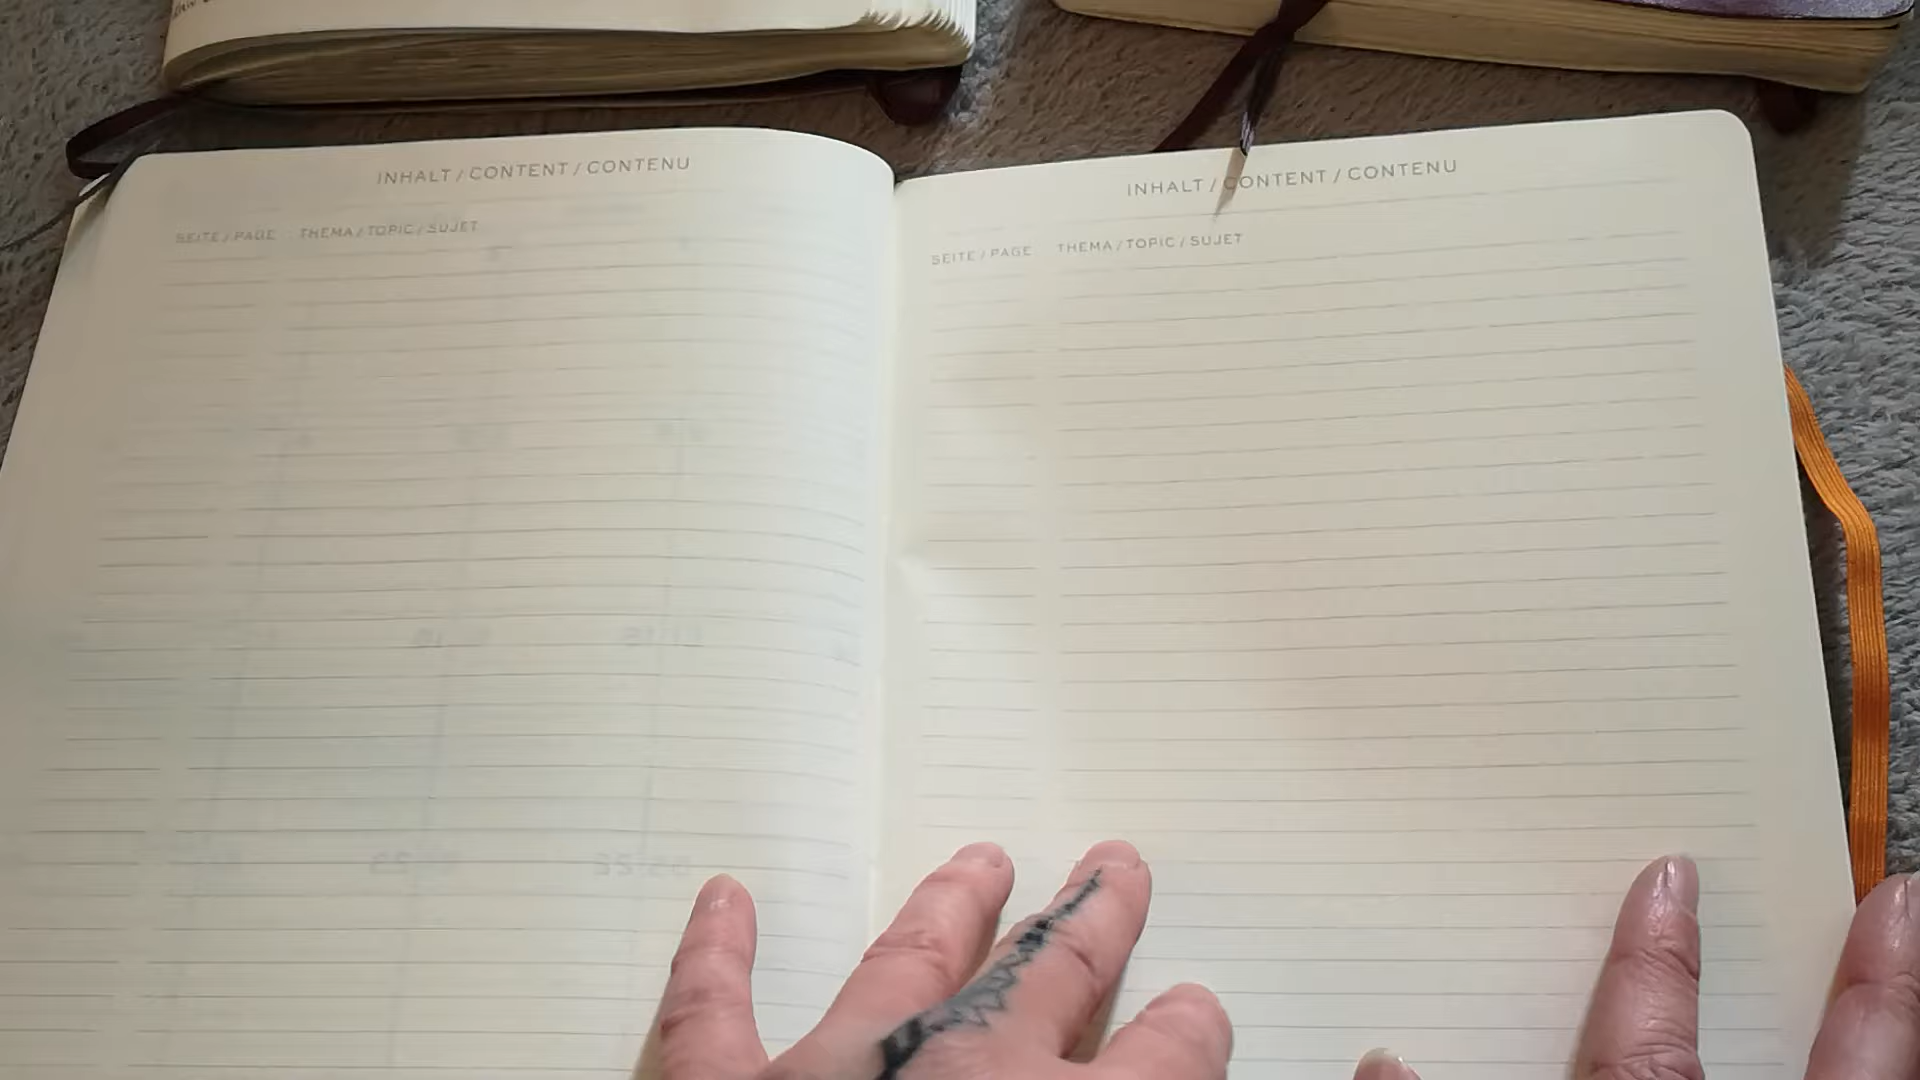 INHALT / CONTENT / CONTENU
SEITE / PAGE THEMA / TOPIC / SUJET
INHALT / CONTENT / CONTENU
SEITE / PAGE THEMA / TOPIC / SUJET